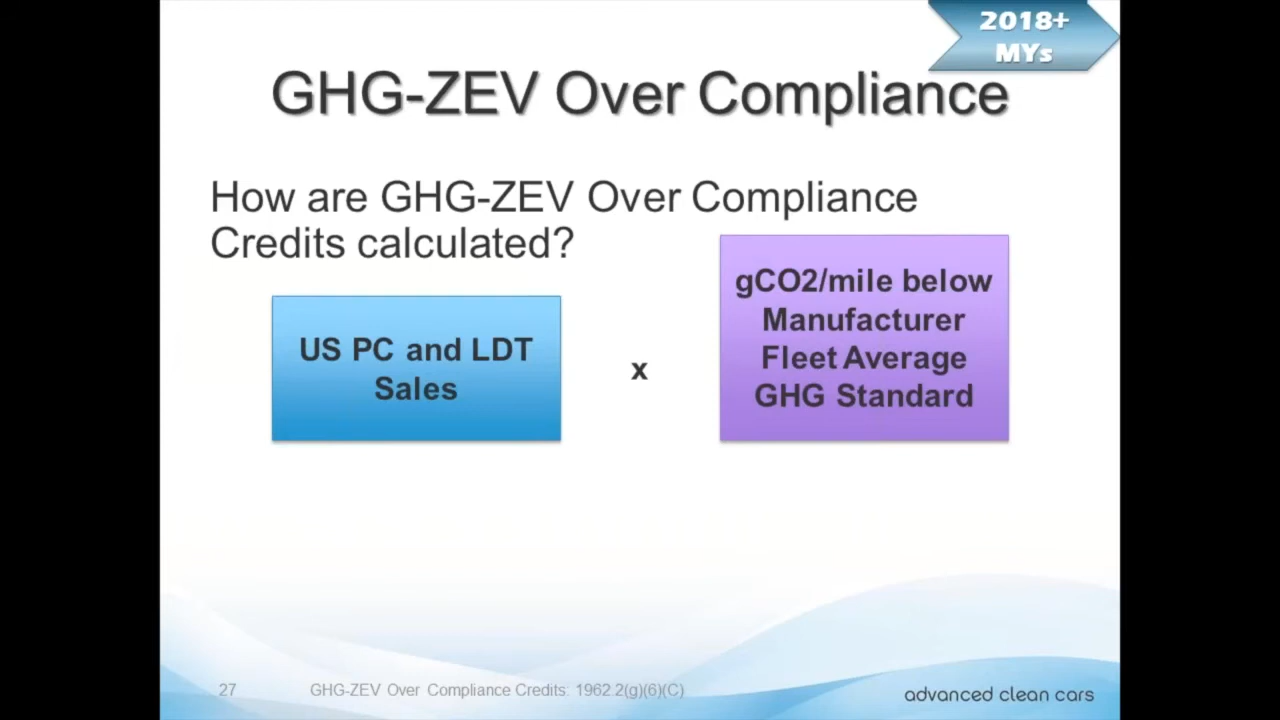 2018+
MYs
GHG-ZEV Over Compliance
How are GHG-ZEV Over Compliance
Credits calculated?
US PC and LDT
Sales
x
gCO2/mile below
Manufacturer
Fleet Average
GHG Standard
27
GHG-ZEV Over Compliance Credits: 1962.2(g)(6)(C)
advanced clean cars